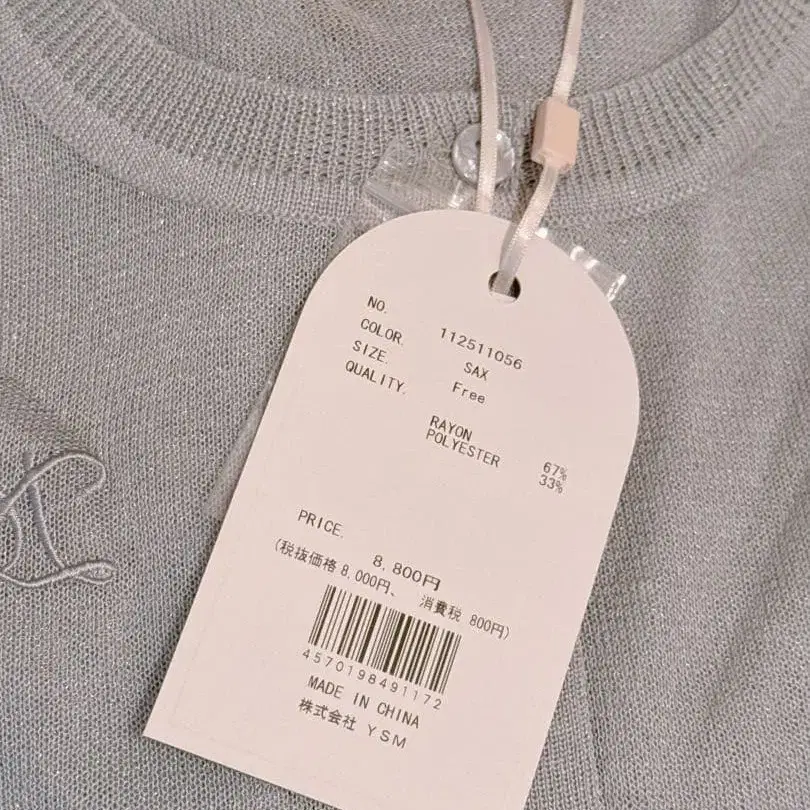 NO. 112511056
COLOR. SAX
SIZE. Free
QUALITY.
RAYON 67%
POLYESTER 33%
PRICE. 8,800円
(税抜価格 8,000円、 消費税 800円)
4570198491172
MADE IN CHINA
株式会社 YSM